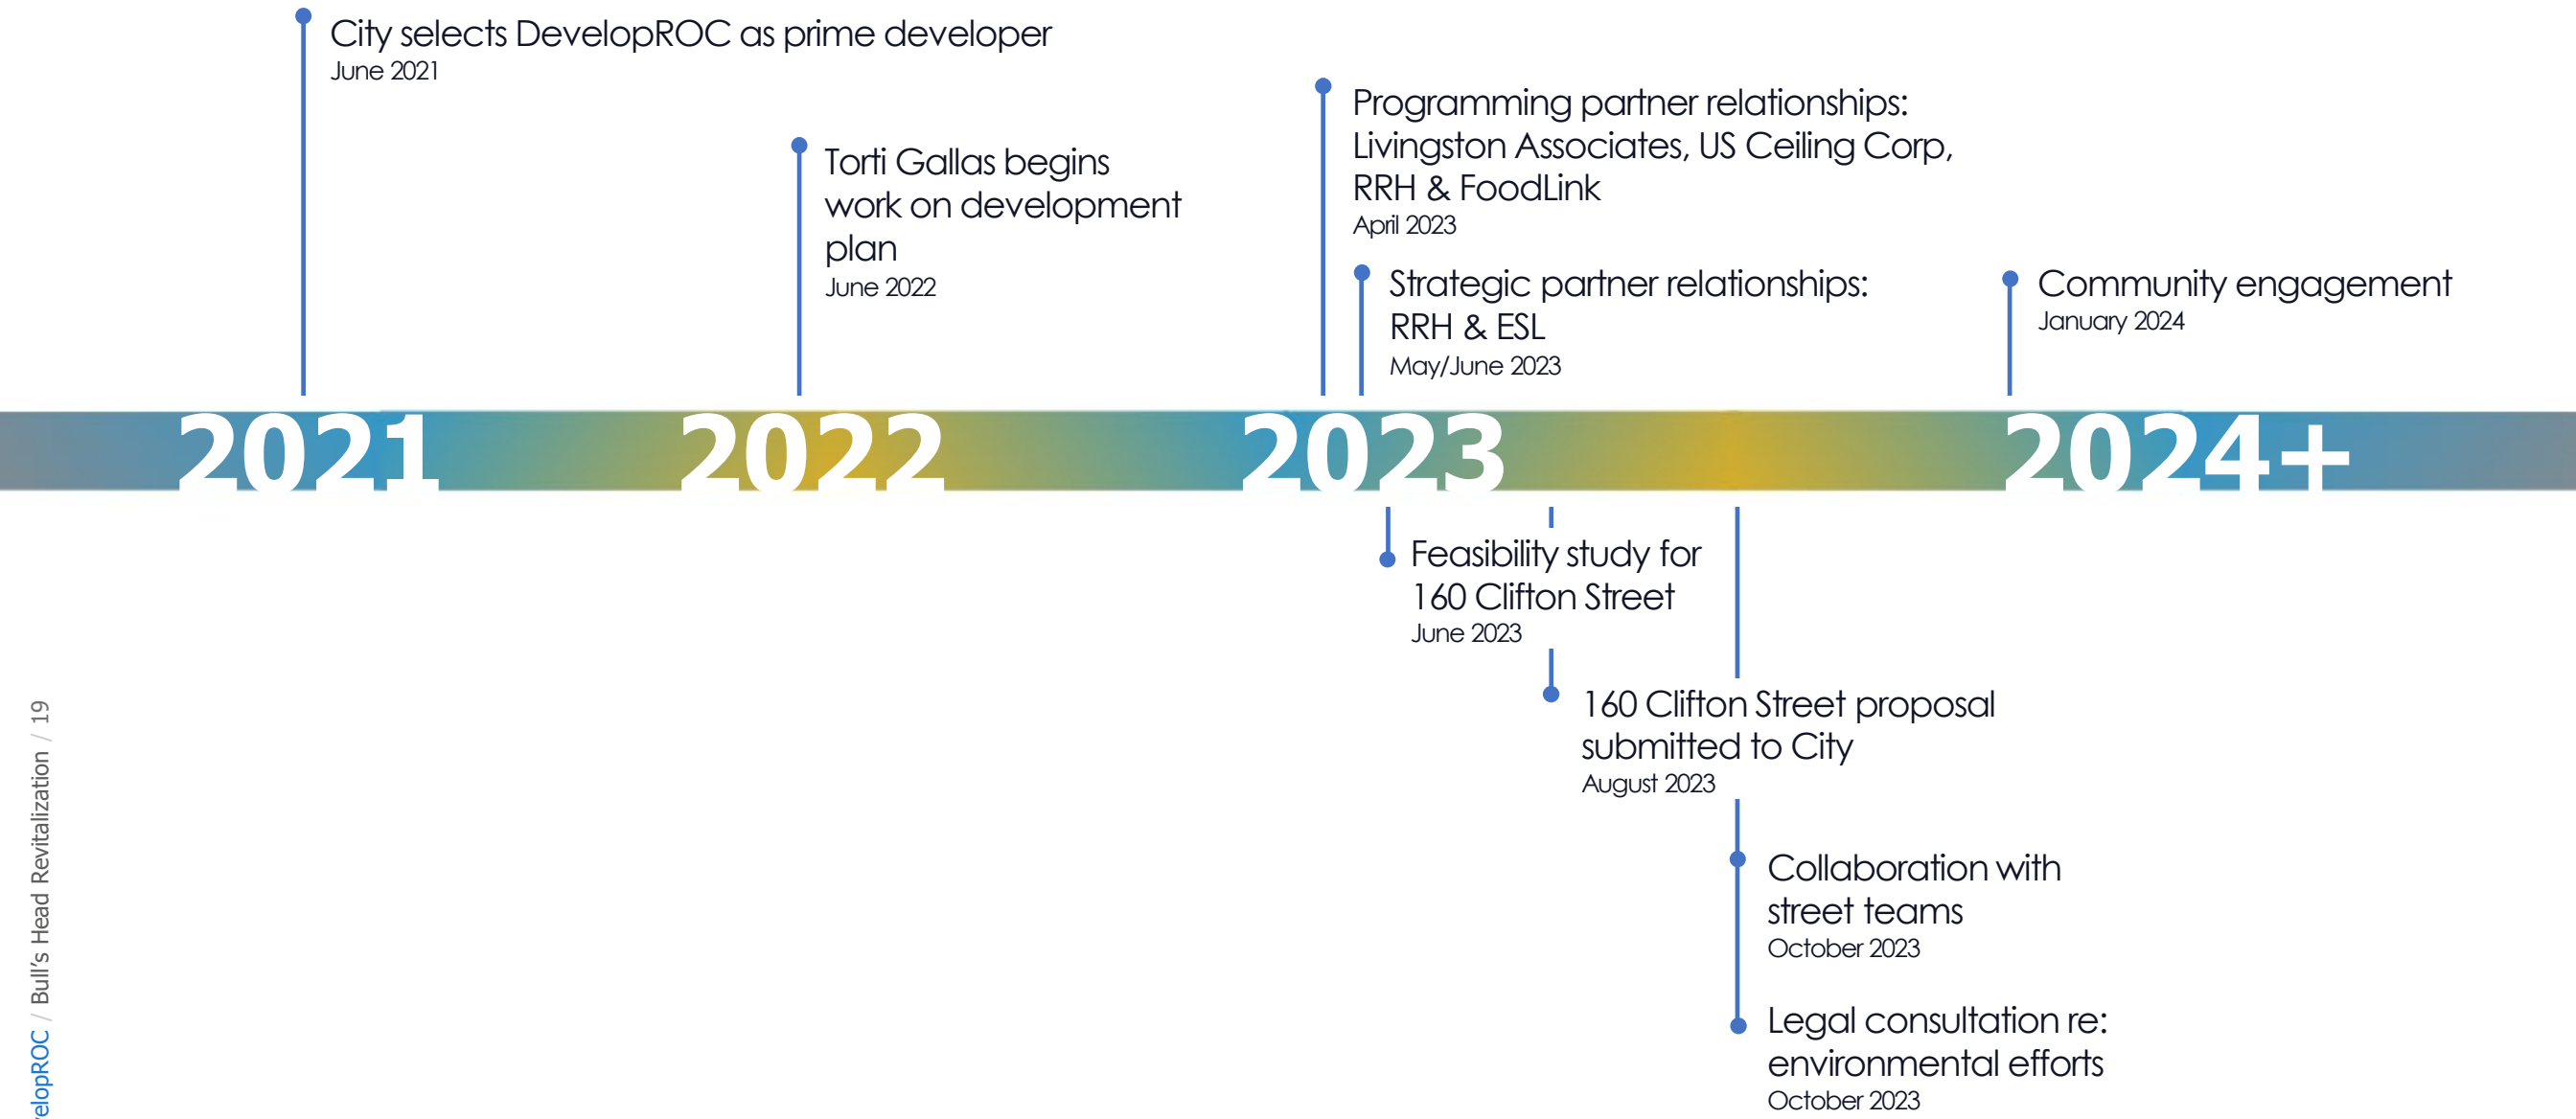 City selects DevelopROC as prime developer
June 2021
Torti Gallas begins
work on development
plan
June 2022
Programming partner relationships:
Livingston Associates, US Ceiling Corp,
RRH & FoodLink
April 2023
Strategic partner relationships:
RRH & ESL
May/June 2023
Community engagement
January 2024
2021 2022 2023 2024+
Feasibility study for
160 Clifton Street
June 2023
160 Clifton Street proposal
submitted to City
August 2023
Collaboration with
street teams
October 2023
Legal consultation re:
environmental efforts
October 2023
velopROC / Bull's Head Revitalization / 19